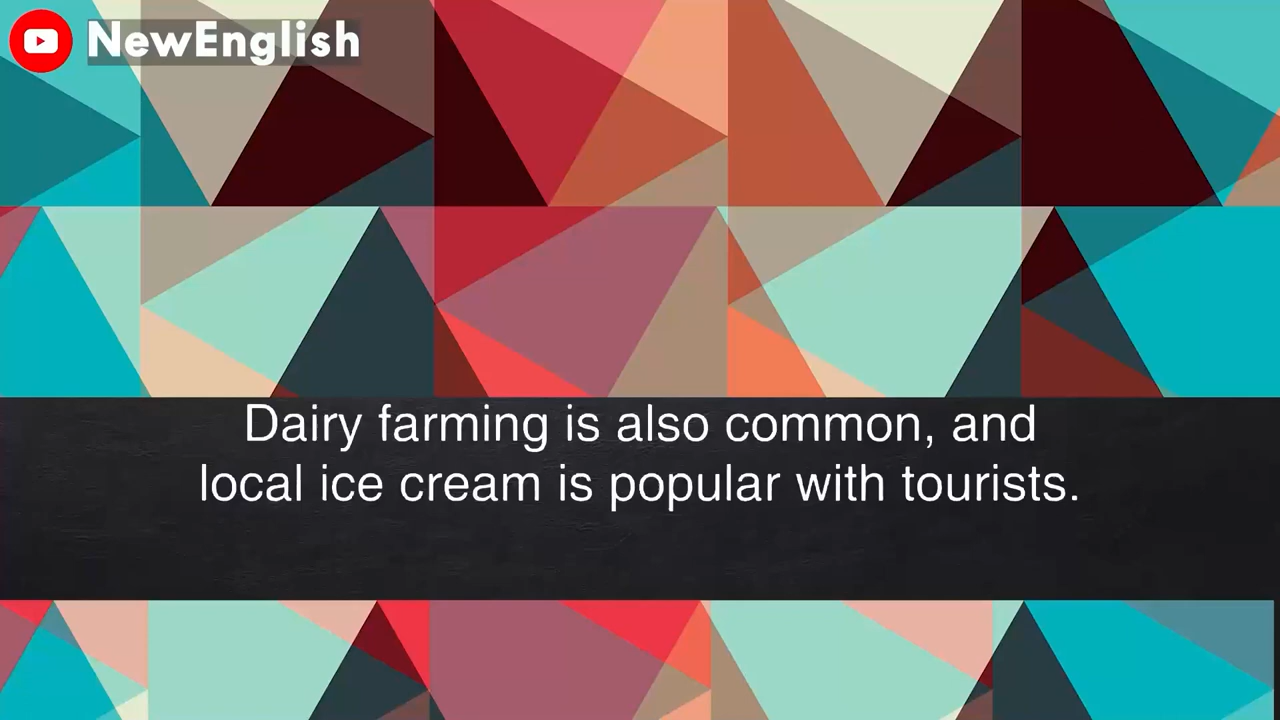 NewEnglish
Dairy farming is also common, and
local ice cream is popular with tourists.